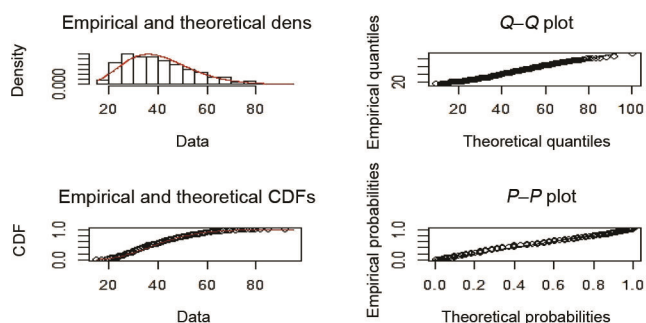 Empirical and theoretical dens
Density
0.000
20 40 60 80
Data
Q–Q plot
Empirical quantiles
20
20 40 60 80 100
Theoretical quantiles
Empirical and theoretical CDFs
CDF
0.0 1.0
20 40 60 80
Data
P–P plot
Empirical probabilities
0.0 1.0
0.0 0.2 0.4 0.6 0.8 1.0
Theoretical probabilities